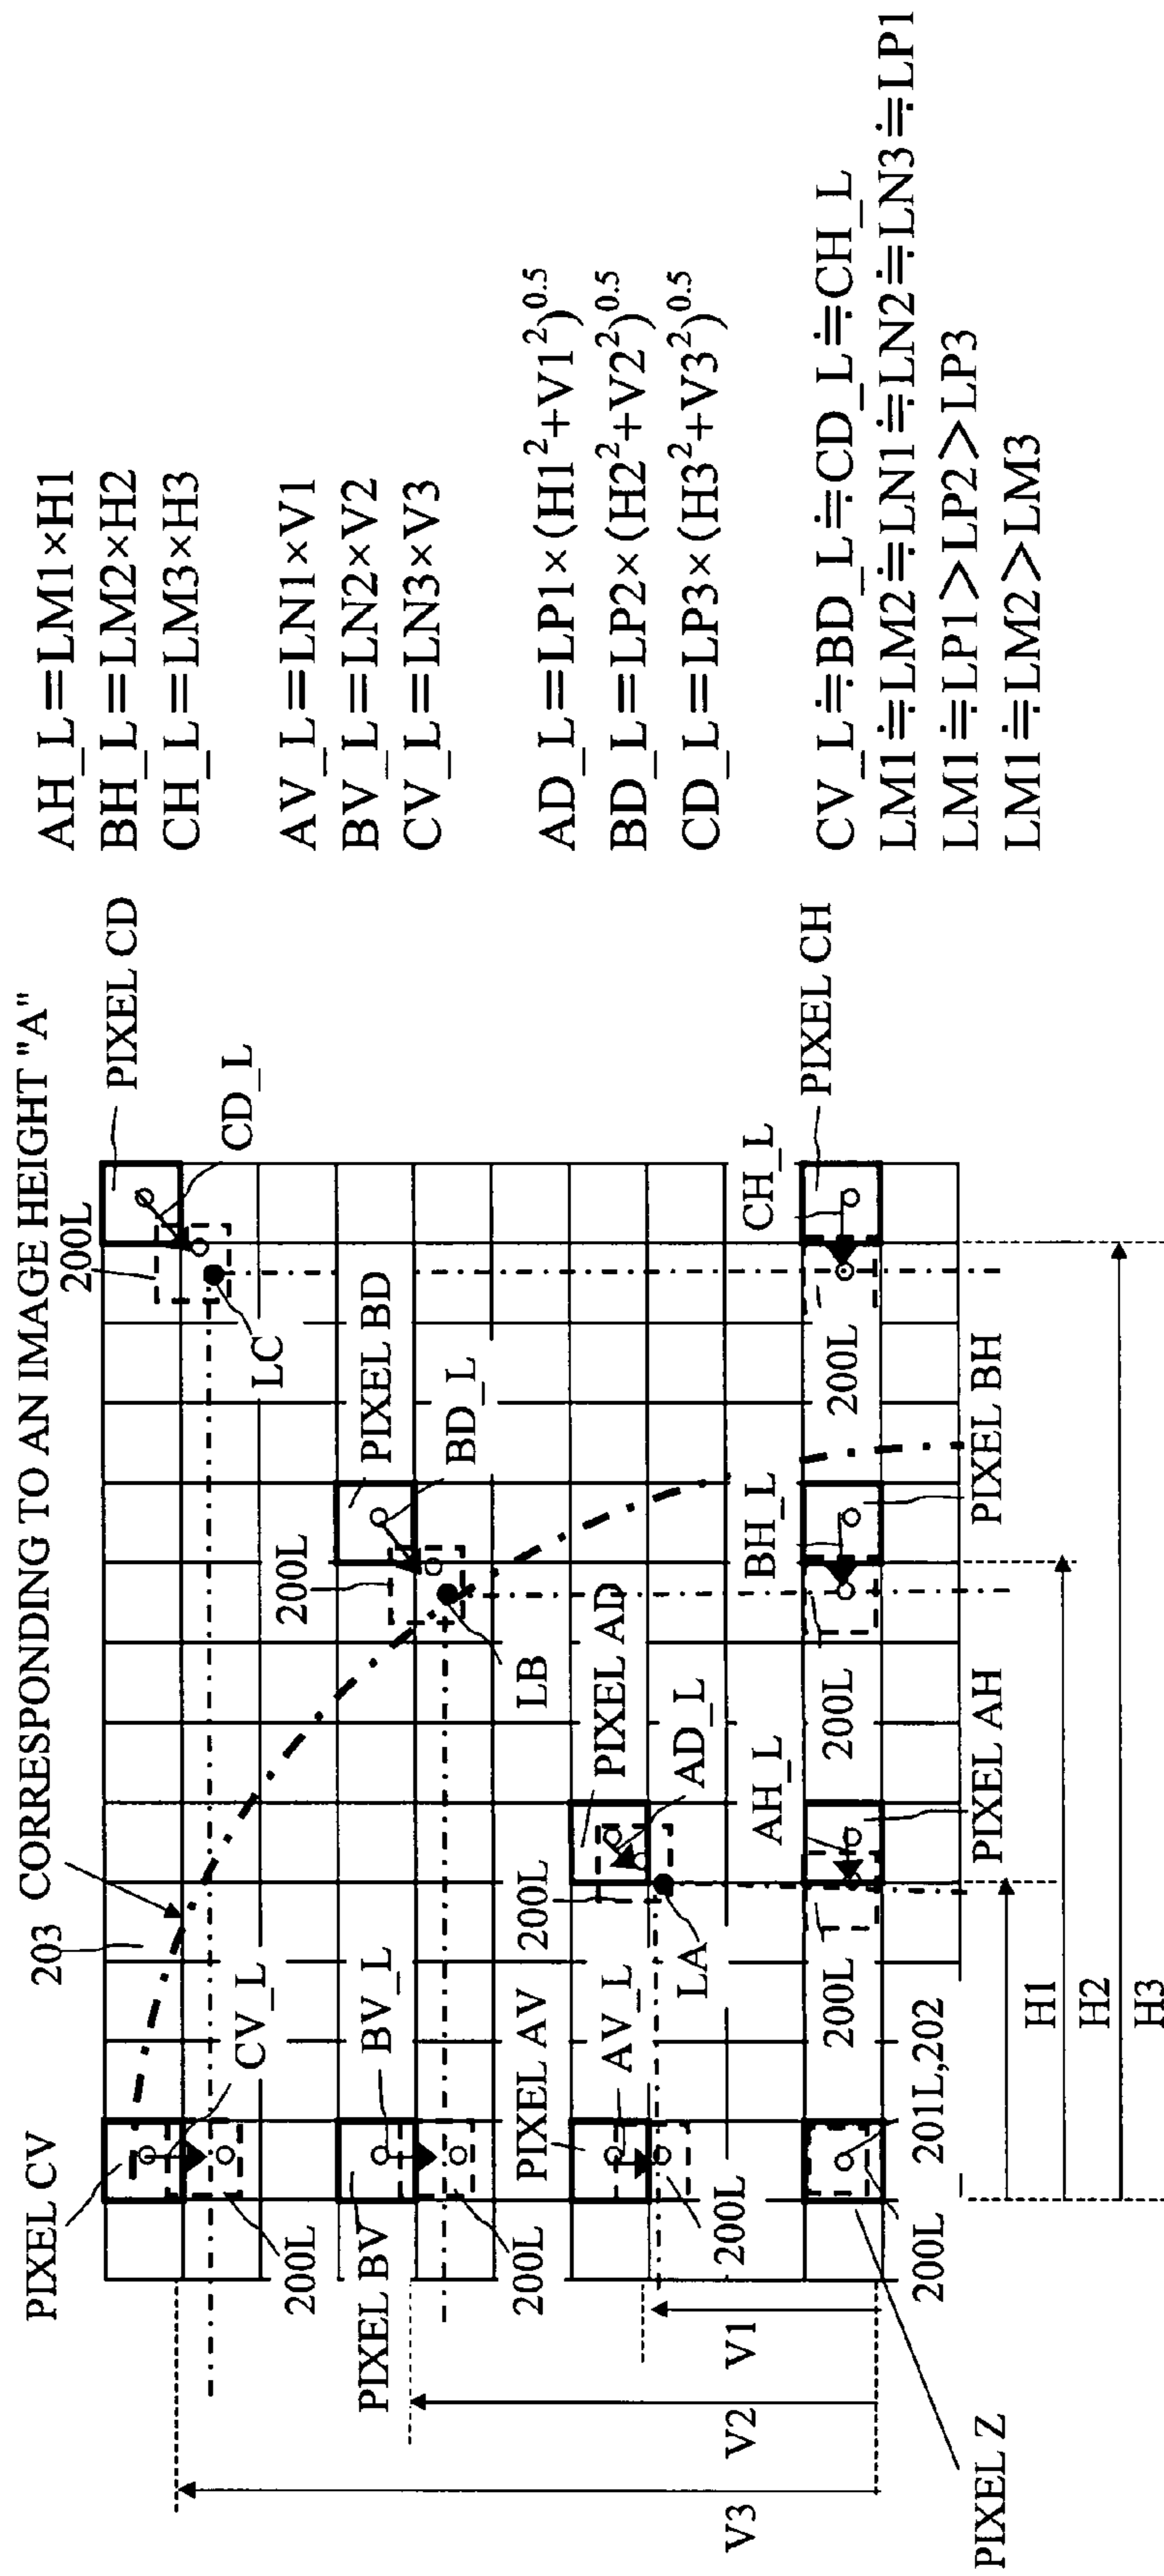 203 CORRESPONDING TO AN IMAGE HEIGHT "A"
PIXEL CV
CV_L
200L
PIXEL CD
CD_L
200L
LC
PIXEL BV
BV_L
200L
PIXEL BD
BD_L
200L
LB
PIXEL AV
AV_L
200L
PIXEL AD
AD_L
200L
LA
PIXEL Z
200L
201L,202
PIXEL AH
AH_L
200L
PIXEL BH
BH_L
200L
PIXEL CH
CH_L
200L
V1
V2
V3
H1
H2
H3
AH_L=LM1×H1
BH_L=LM2×H2
CH_L=LM3×H3
AV_L=LN1×V1
BV_L=LN2×V2
CV_L=LN3×V3
AD_L=LP1×(H1²+V1²)^0.5
BD_L=LP2×(H2²+V2²)^0.5
CD_L=LP3×(H3²+V3²)^0.5
CV_L≒BD_L≒CD_L≒CH_L
LM1≒LM2≒LN1≒LN2≒LN3≒LP1
LM1≒LP1>LP2>LP3
LM1≒LM2>LM3